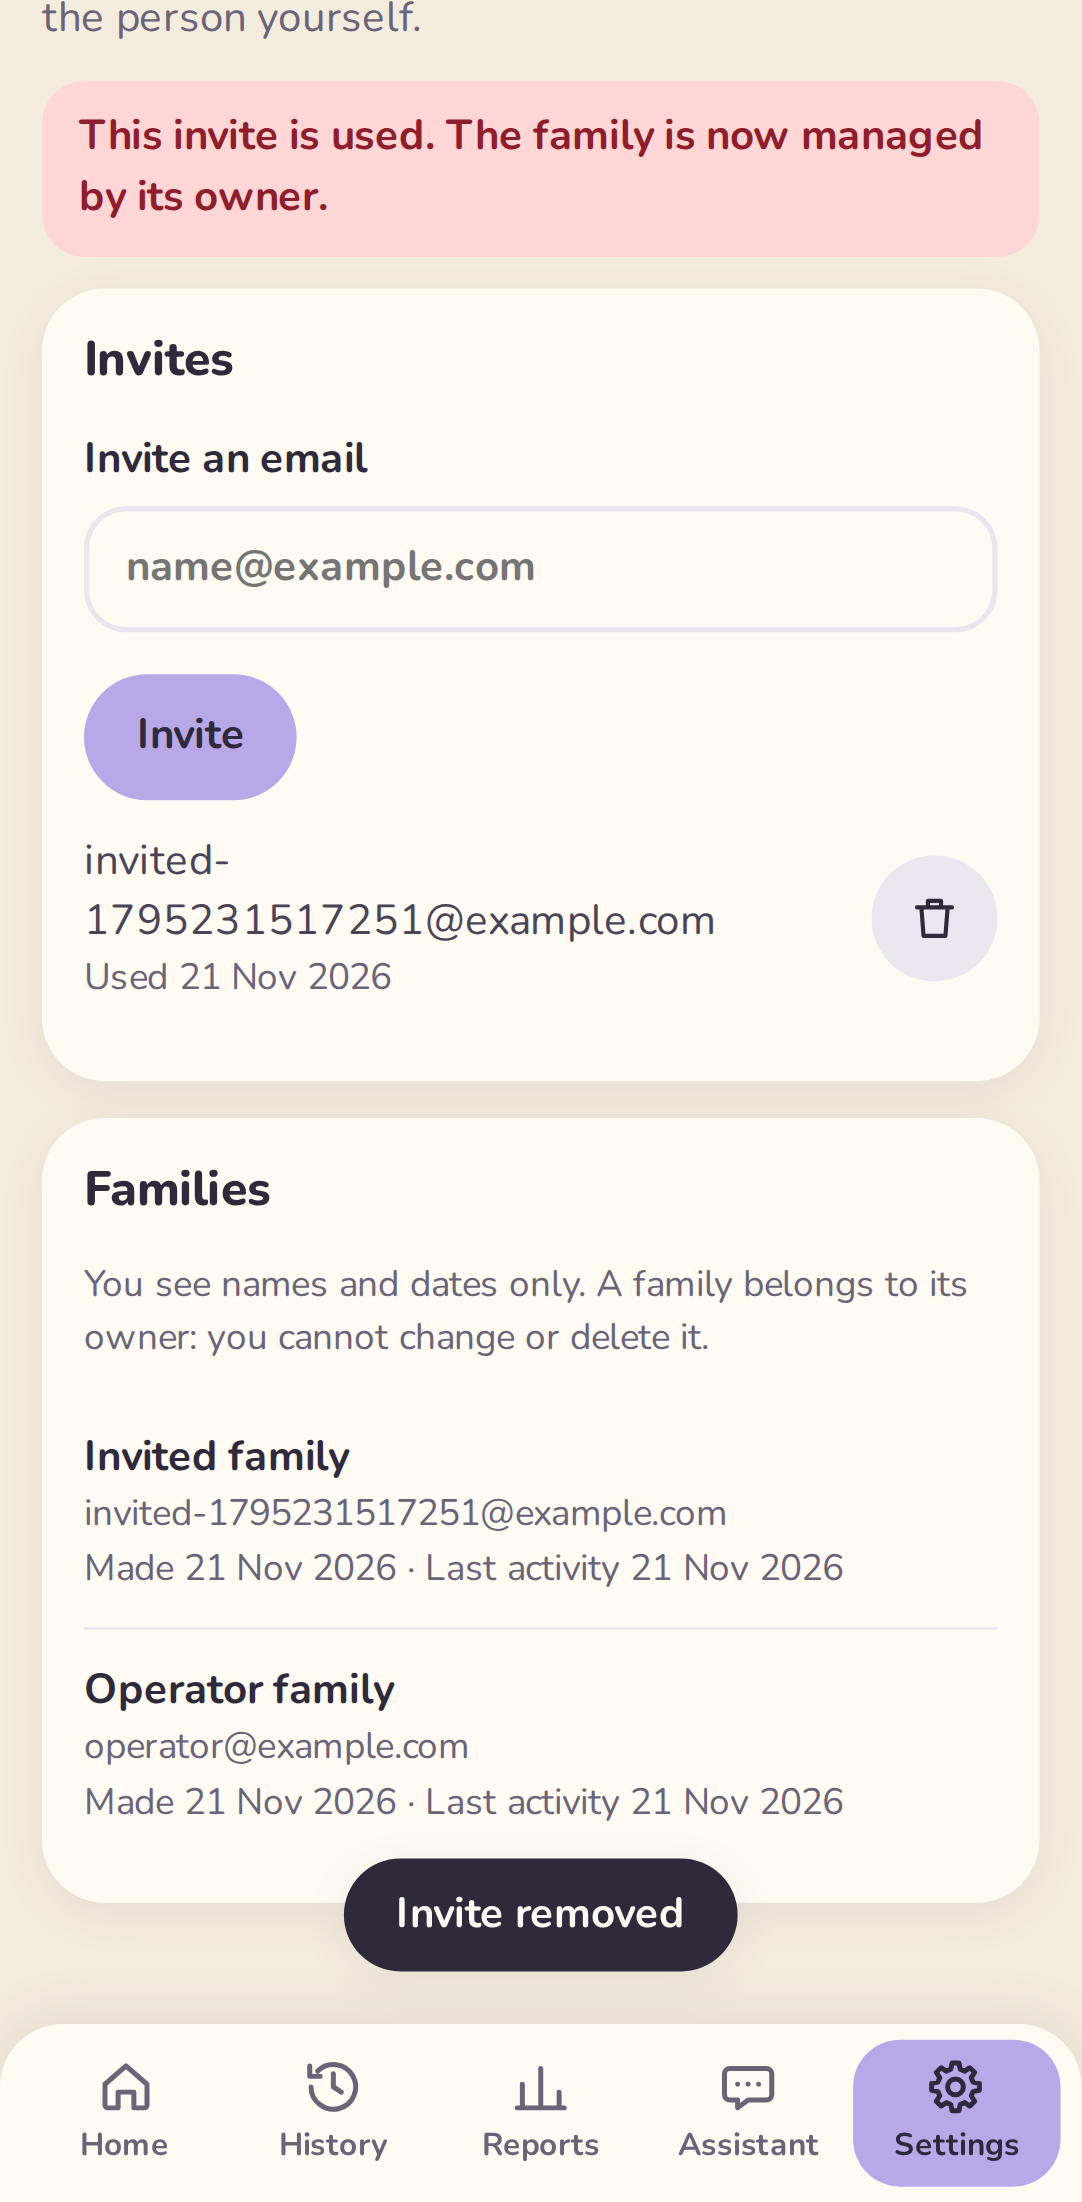 the person yourself.
This invite is used. The family is now managed
by its owner.
Invites
Invite an email
name@example.com
Invite
invited-
1795231517251@example.com
Used 21 Nov 2026
Families
You see names and dates only. A family belongs to its
owner: you cannot change or delete it.
Invited family
invited-1795231517251@example.com
Made 21 Nov 2026 · Last activity 21 Nov 2026
Operator family
operator@example.com
Made 21 Nov 2026 · Last activity 21 Nov 2026
Invite removed
Home
History
Reports
Assistant
Settings